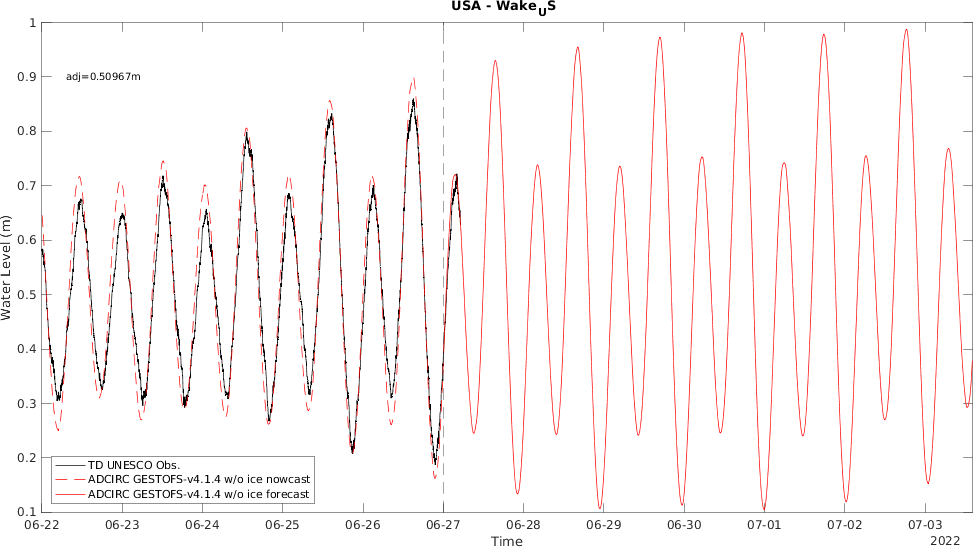 USA - Wake_US
1
0.9
adj=0.50967m
0.8
0.7
0.6
Water Level (m)
0.5
0.4
0.3
0.2
TD UNESCO Obs.
ADCIRC GESTOFS-v4.1.4 w/o ice nowcast
ADCIRC GESTOFS-v4.1.4 w/o ice forecast
0.1
06-22 06-23 06-24 06-25 06-26 06-27 06-28 06-29 06-30 07-01 07-02 07-03
Time 2022